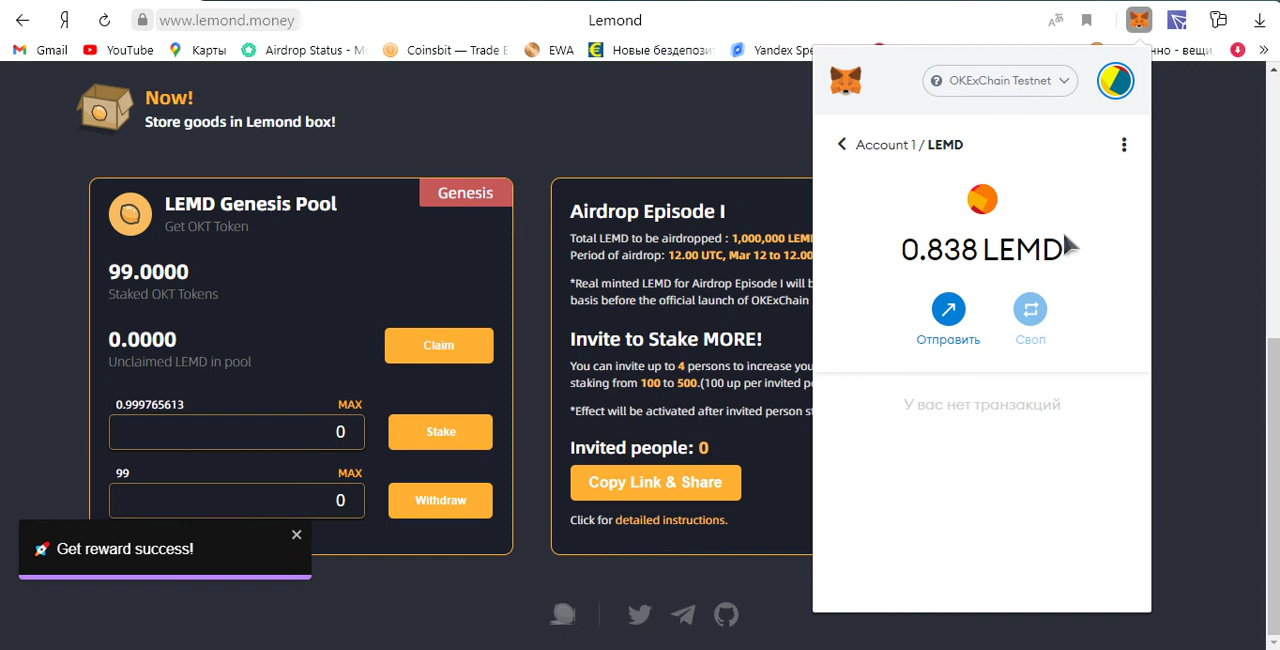 Я
www.lemond.money
Lemond
Gmail
YouTube
Карты
Airdrop Status - Mo
Coinsbit — Trade E
EWA
Новые бездепозит
Yandex Spe
нно - вещи,
»
Now!
Store goods in Lemond box!
LEMD Genesis Pool
Genesis
Get OKT Token
99.0000
Staked OKT Tokens
0.0000
Unclaimed LEMD in pool
Claim
0.999765613
MAX
0
Stake
99
MAX
0
Withdraw
Get reward success!
Airdrop Episode I
Total LEMD to be airdropped : 1,000,000 LEMD
Period of airdrop: 12.00 UTC, Mar 12 to 12.00
*Real minted LEMD for Airdrop Episode I will b
basis before the official launch of OKExChain
Invite to Stake MORE!
You can invite up to 4 persons to increase you
staking from 100 to 500.(100 up per invited pe
*Effect will be activated after invited person st
Invited people: 0
Copy Link & Share
Click for detailed instructions.
OKExChain Testnet
Account 1 / LEMD
0.838 LEMD
Отправить
Своп
У вас нет транзакций